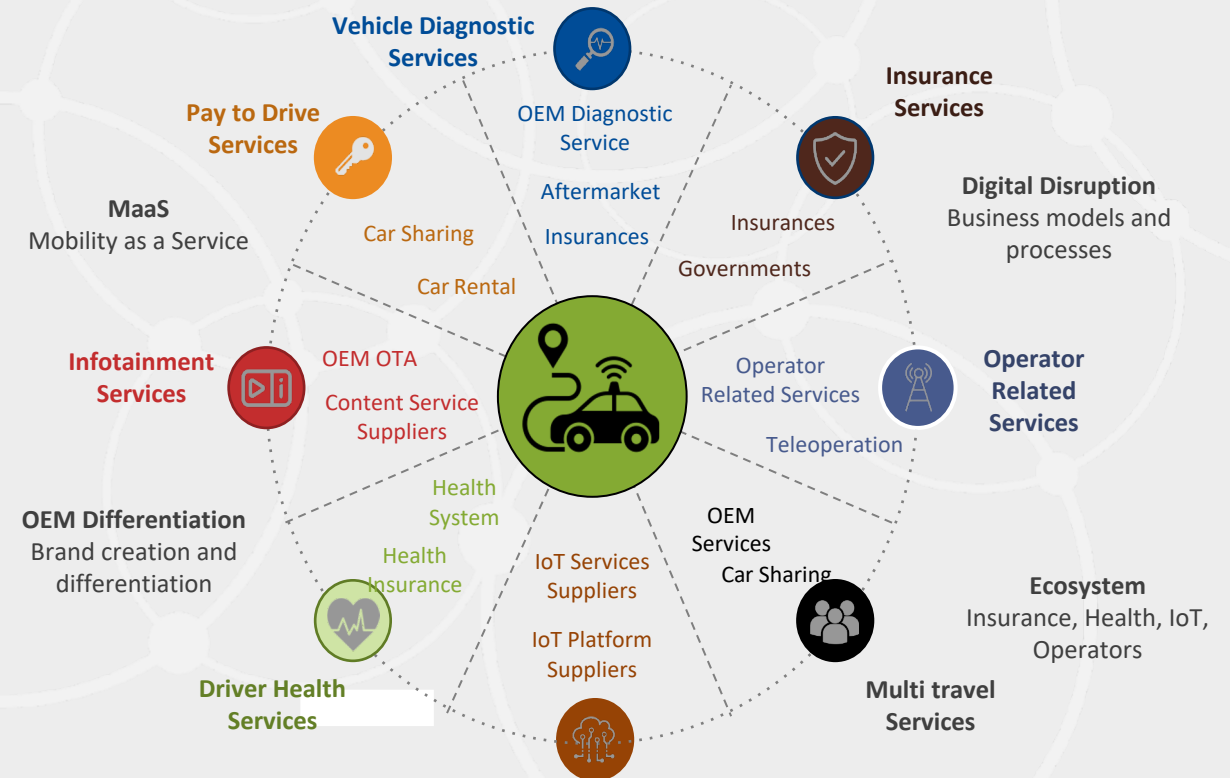 Vehicle Diagnostic
Services
Insurance
Services
Pay to Drive
Services
OEM Diagnostic
Service
Aftermarket
Insurances
Digital Disruption
Business models and
processes
MaaS
Mobility as a Service
Insurances
Governments
Car Sharing
Car Rental
Infotainment
Services
OEM OTA
Content Service
Suppliers
Operator
Related Services
Teleoperation
Operator
Related
Services
OEM Differentiation
Brand creation and
differentiation
Health
System
Health
Insurance
IoT Services
Suppliers
IoT Platform
Suppliers
OEM
Services
Car Sharing
Ecosystem
Insurance, Health, IoT,
Operators
Driver Health
Services
Multi travel
Services